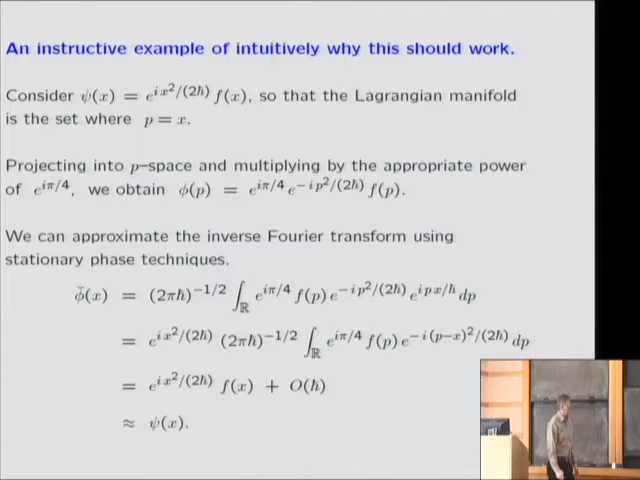 An instructive example of intuitively why this should work.
Consider ψ(x) = e^{ix²/(2ħ)} f(x), so that the Lagrangian manifold
is the set where p = x.
Projecting into p–space and multiplying by the appropriate power
of e^{iπ/4}, we obtain ϕ(p) = e^{iπ/4} e^{−ip²/(2ħ)} f(p).
We can approximate the inverse Fourier transform using
stationary phase techniques.
ϕ̌(x) = (2πħ)^{−1/2} ∫_ℝ e^{iπ/4} f(p) e^{−ip²/(2ħ)} e^{ipx/ħ} dp
= e^{ix²/(2ħ)} (2πħ)^{−1/2} ∫_ℝ e^{iπ/4} f(p) e^{−i(p−x)²/(2ħ)} dp
= e^{ix²/(2ħ)} f(x) + O(ħ)
≈ ψ(x).